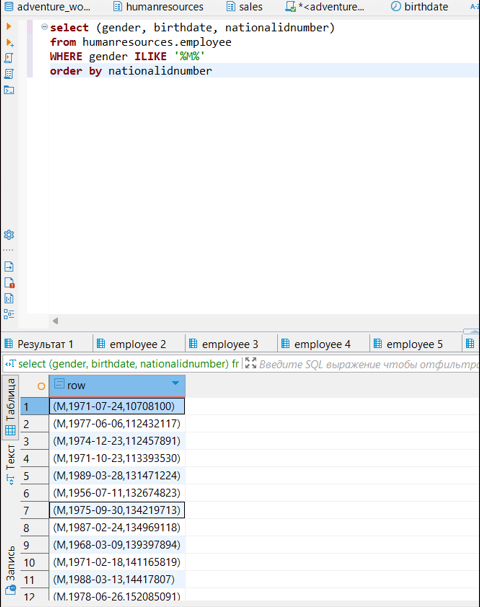 adventure_wo... humanresources sales *<adventure... birthdate
select (gender, birthdate, nationalidnumber)
from humanresources.employee
WHERE gender ILIKE '%M%'
order by nationalidnumber
Результат 1 employee 2 employee 3 employee 4 employee 5
select (gender, birthdate, nationalidnumber) fr Введите SQL выражение чтобы отфильтро
Таблица
Текст
Запись
row
1 (M,1971-07-24,10708100)
2 (M,1977-06-06,112432117)
3 (M,1974-12-23,112457891)
4 (M,1971-10-23,113393530)
5 (M,1989-03-28,131471224)
6 (M,1956-07-11,132674823)
7 (M,1975-09-30,134219713)
8 (M,1987-02-24,134969118)
9 (M,1968-03-09,139397894)
10 (M,1971-02-18,141165819)
11 (M,1988-03-13,14417807)
12 (M,1978-06-26,152085091)